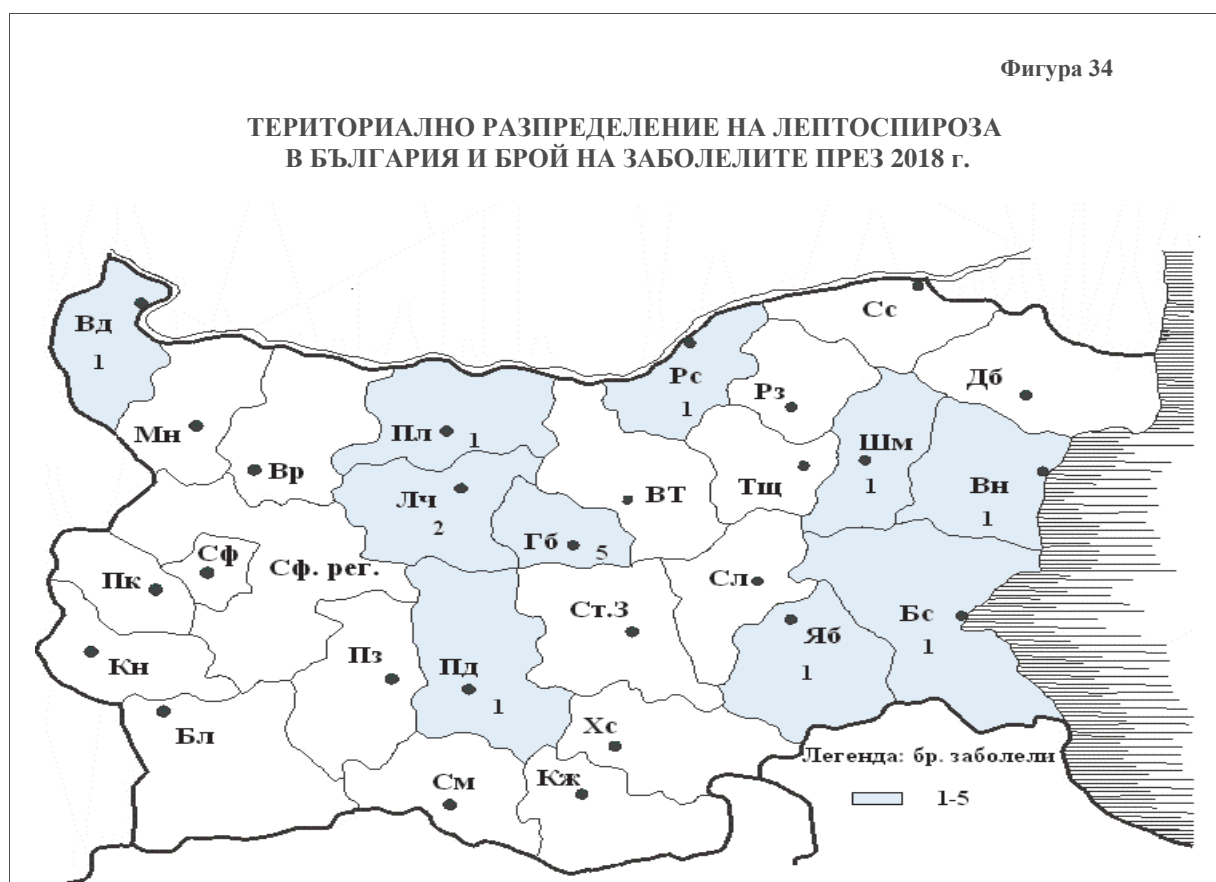 Фигура 34
ТЕРИТОРИАЛНО РАЗПРЕДЕЛЕНИЕ НА ЛЕПТОСПИРОЗА
В БЪЛГАРИЯ И БРОЙ НА ЗАБОЛЕЛИТЕ ПРЕЗ 2018 г.
Вд
1
Сс
Рс
1
Рз
Дб
Мн
Пл 1
Шм
1
Вр
Лч
2
ВТ
Тщ
Вн
1
Гб 5
Сф
Сф. рег.
Пк
Сл
Ст.З
Бс
1
Яб
1
Кн
Пз
Пд
1
Бл
Хс
См
Кж
Легенда: бр. заболели
1-5